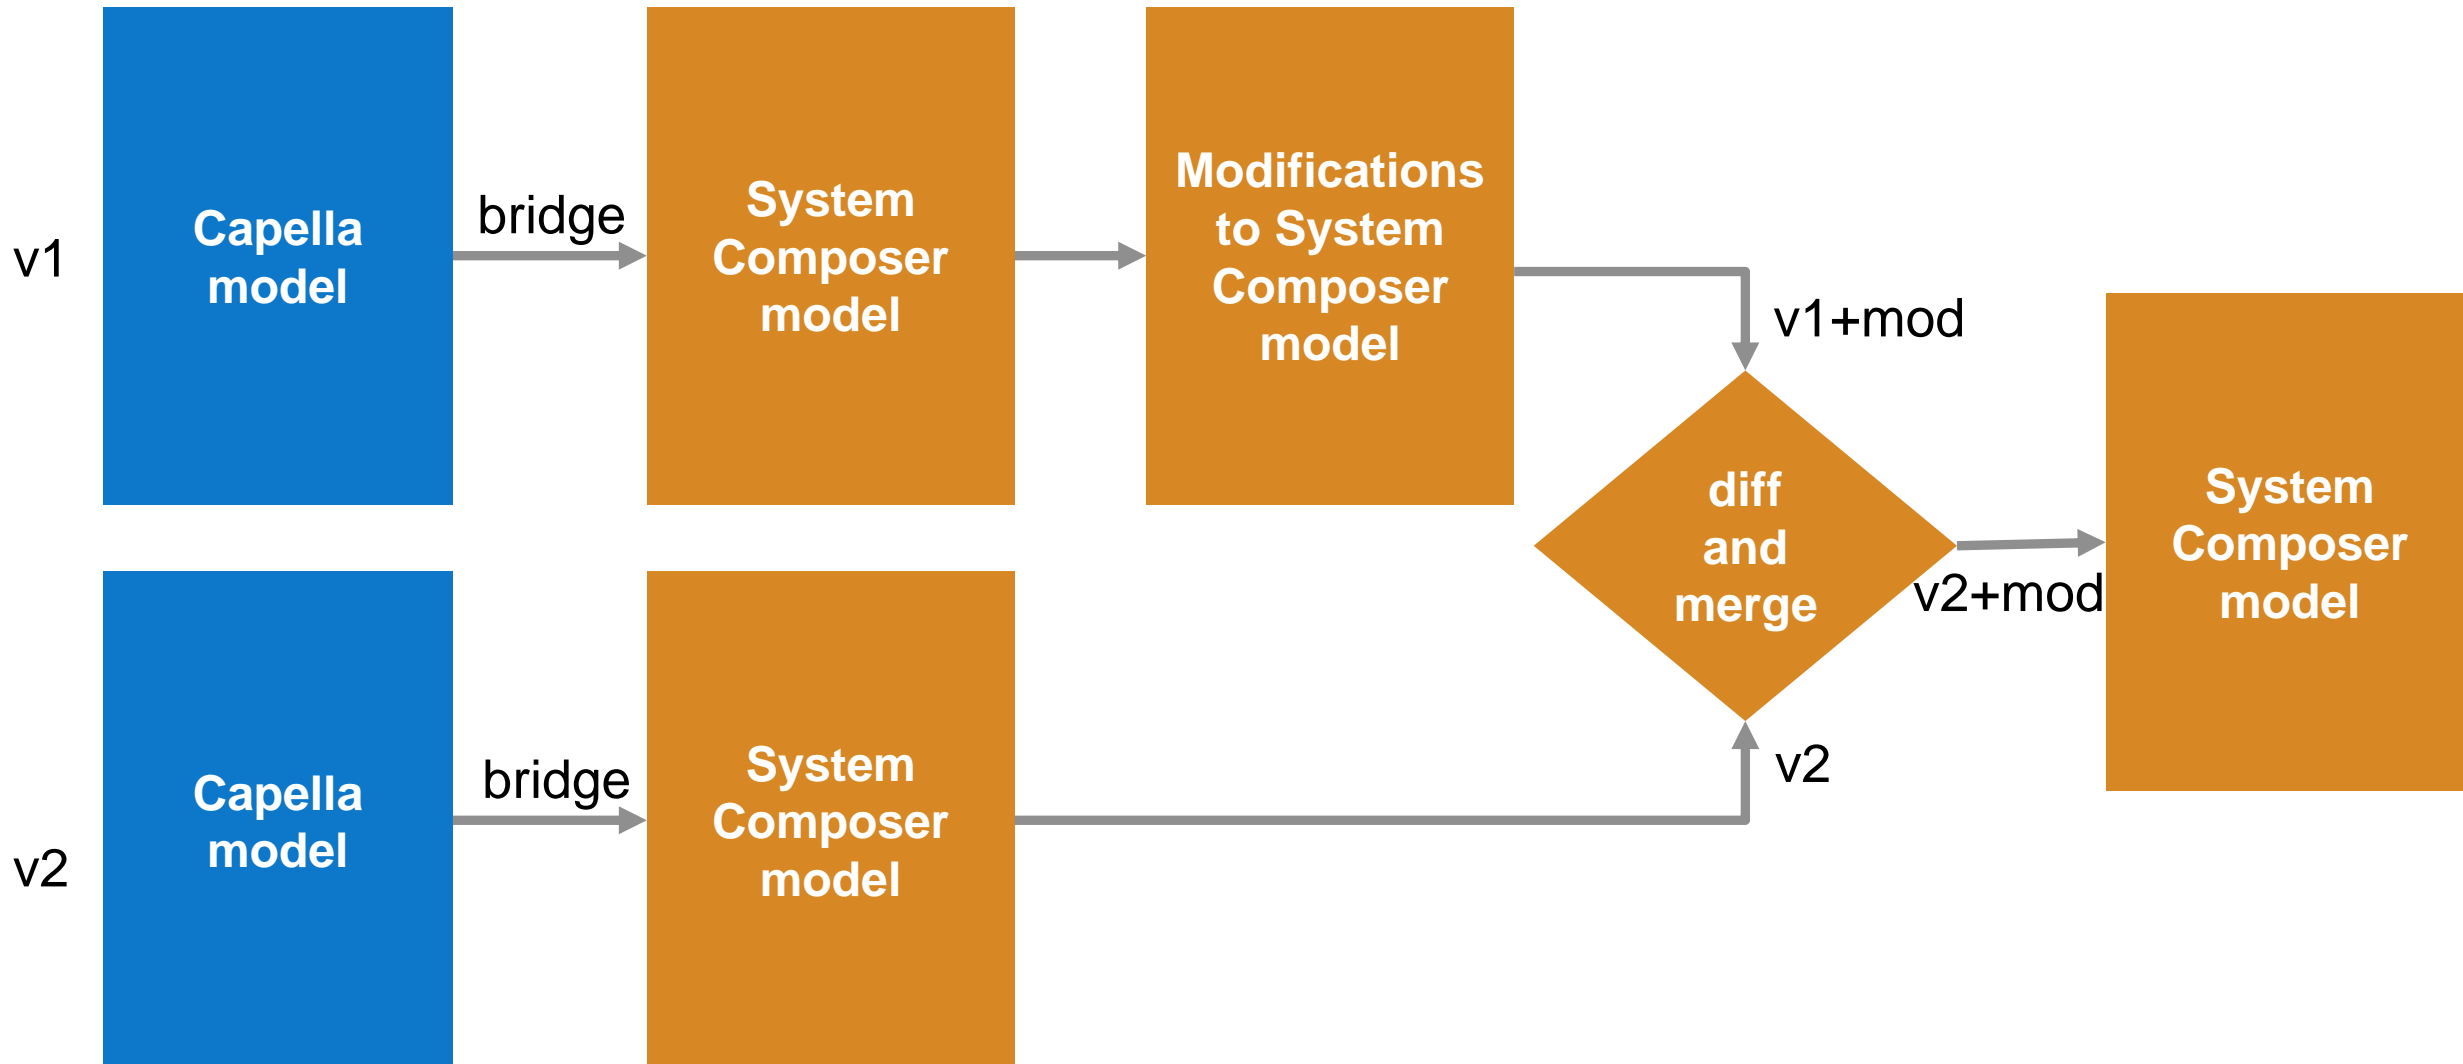 v1
Capella
model
bridge
System
Composer
model
Modifications
to System
Composer
model
v1+mod
diff
and
merge
v2+mod
System
Composer
model
v2
Capella
model
bridge
System
Composer
model
v2